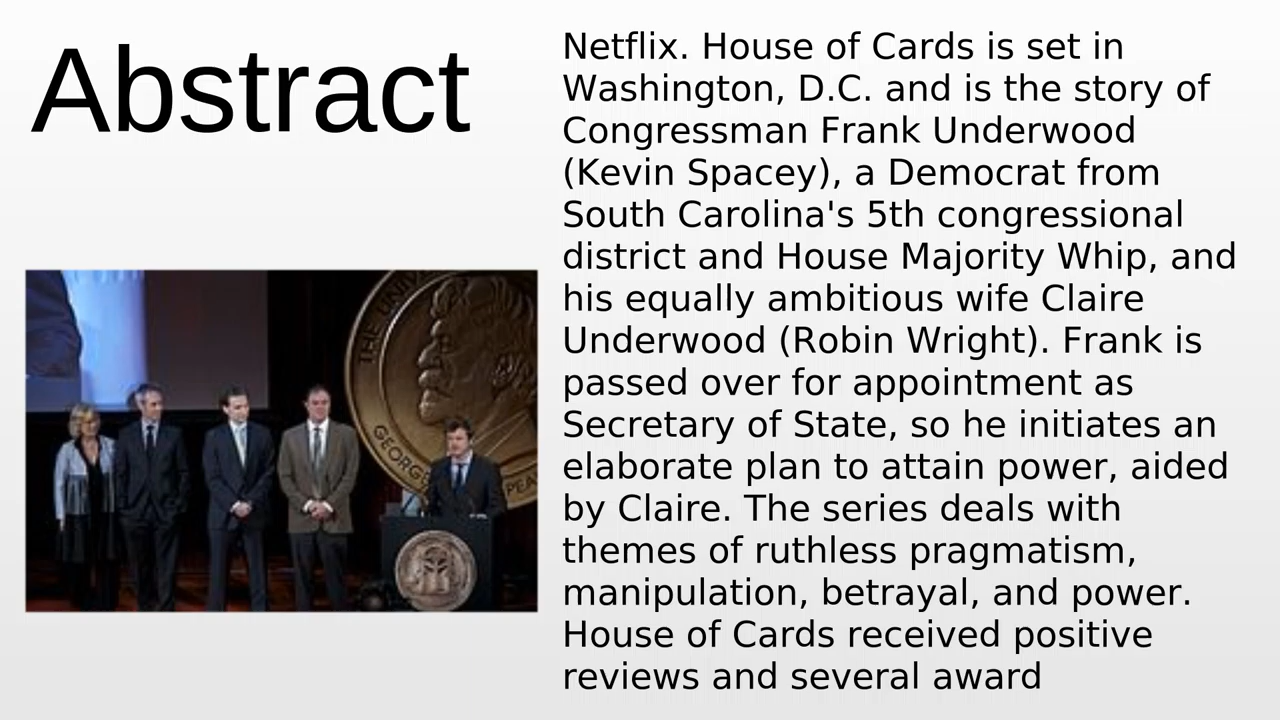 Abstract
Netflix. House of Cards is set in
Washington, D.C. and is the story of
Congressman Frank Underwood
(Kevin Spacey), a Democrat from
South Carolina's 5th congressional
district and House Majority Whip, and
his equally ambitious wife Claire
Underwood (Robin Wright). Frank is
passed over for appointment as
Secretary of State, so he initiates an
elaborate plan to attain power, aided
by Claire. The series deals with
themes of ruthless pragmatism,
manipulation, betrayal, and power.
House of Cards received positive
reviews and several award
THE UNIV
GEORGE
PEA